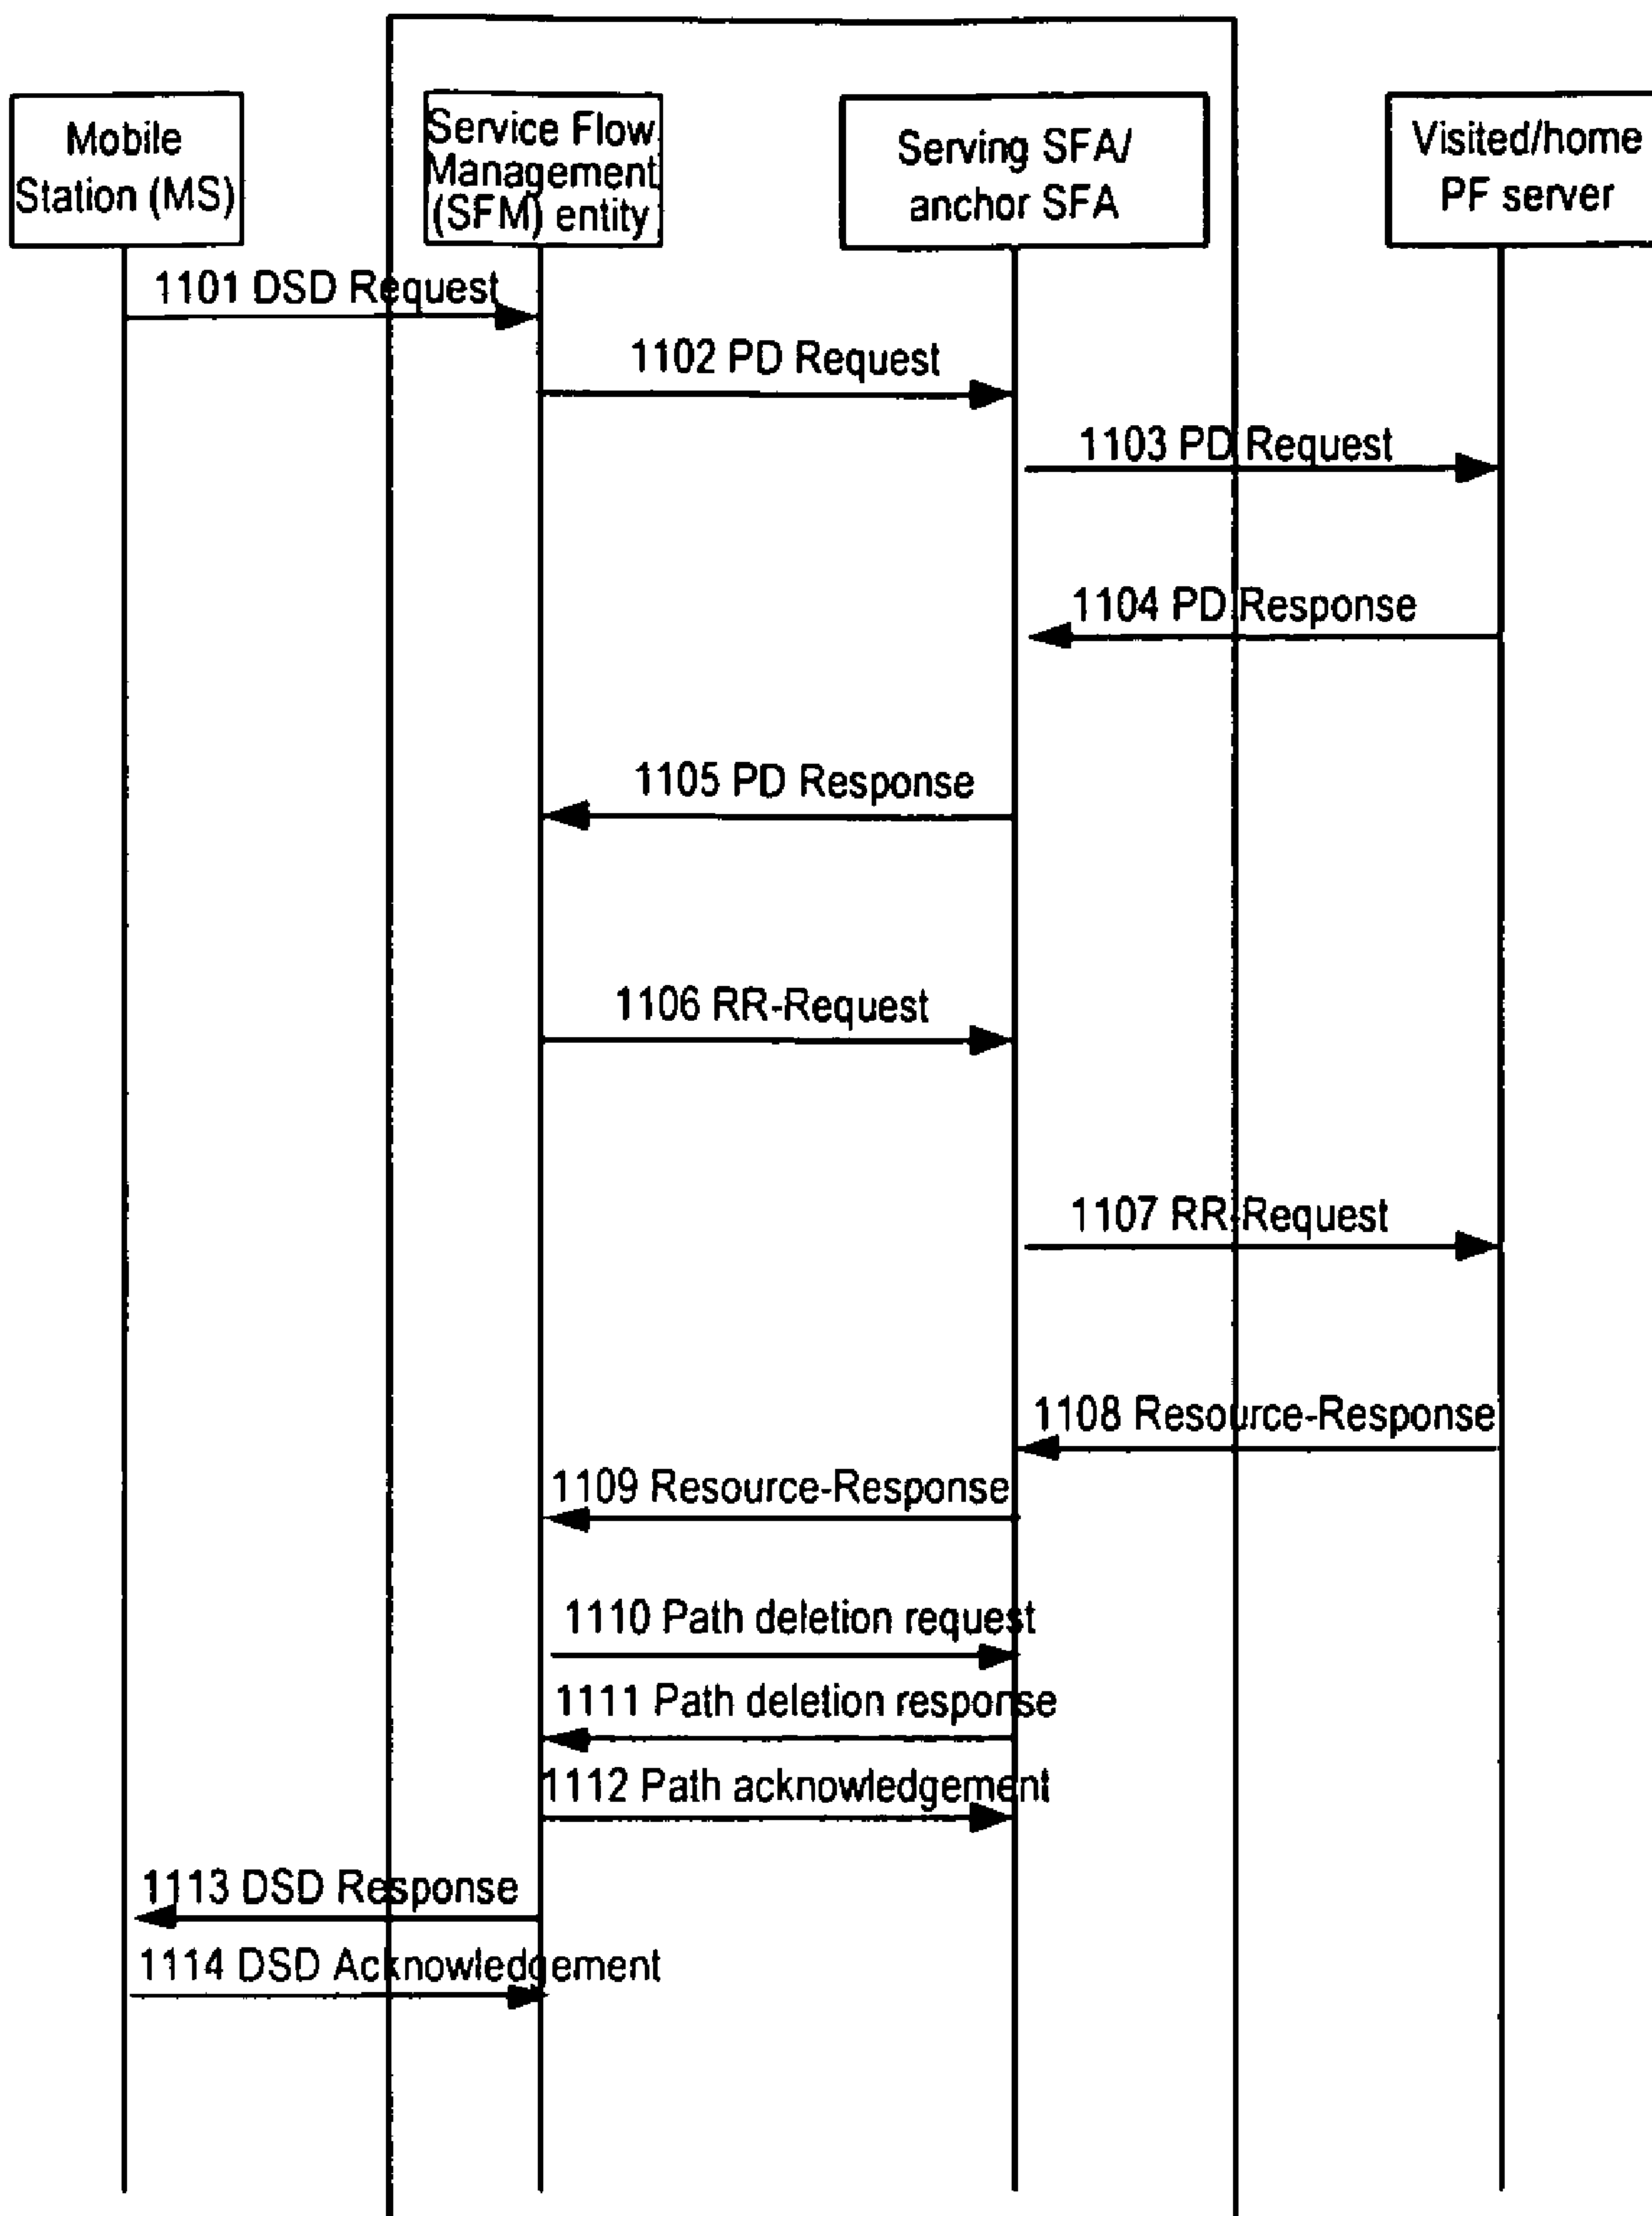 Mobile
Station (MS)
Service Flow
Management
(SFM) entity
Serving SFA/
anchor SFA
Visited/home
PF server
1101 DSD Request
1102 PD Request
1103 PD Request
1104 PD Response
1105 PD Response
1106 RR-Request
1107 RR-Request
1108 Resource-Response
1109 Resource-Response
1110 Path deletion request
1111 Path deletion response
1112 Path acknowledgement
1113 DSD Response
1114 DSD Acknowledgement